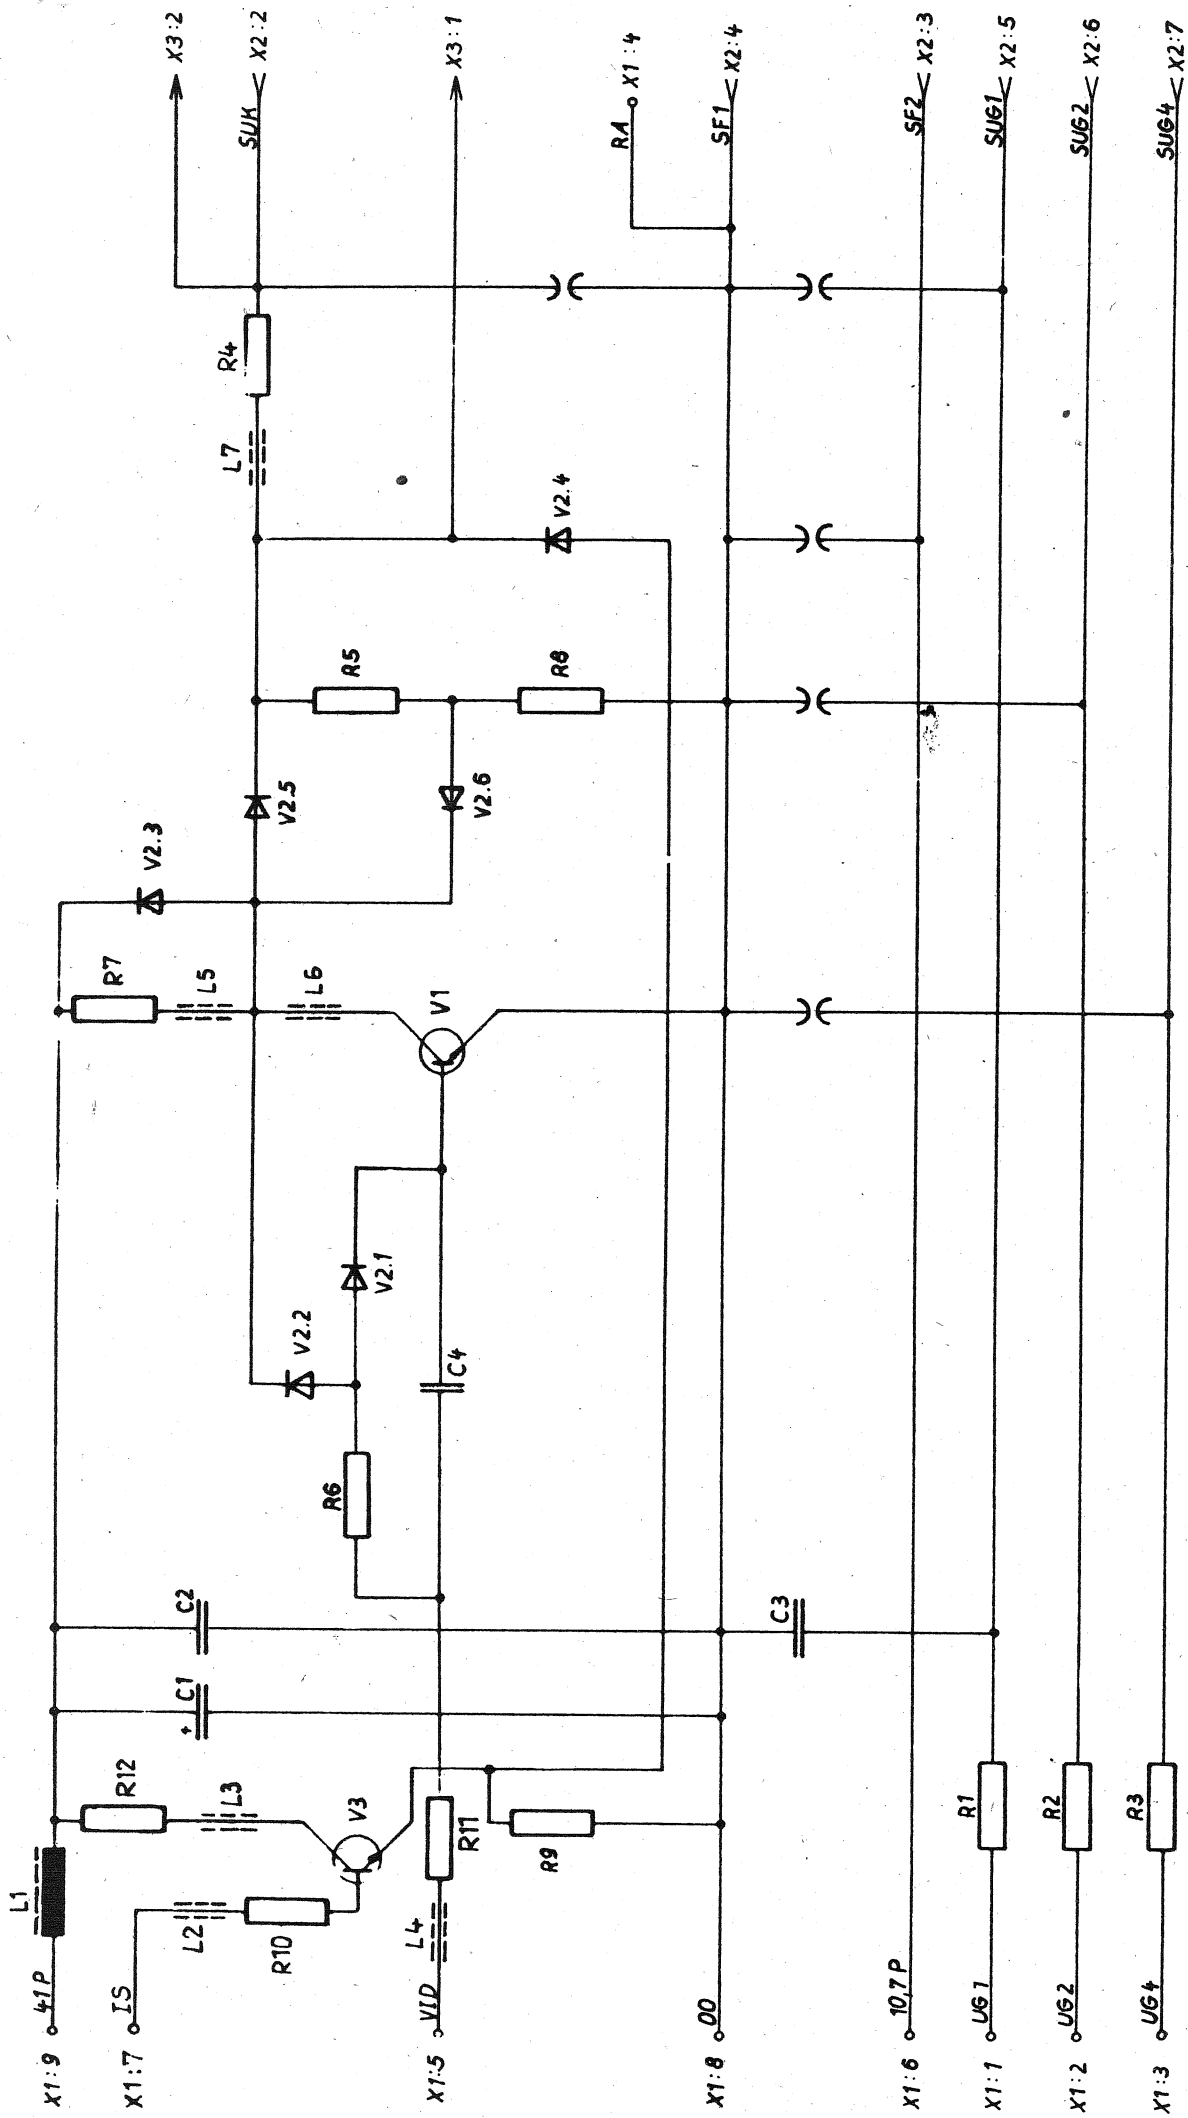 X1:9
41P
L1
R12
C1
+
C2
R7
V2.3
X3:2
X1:7
IS
L2
L3
L5
V2.5
L7
R4
SUK
X2:2
R10
V2.2
L6
R6
V3
V2.1
R5
X3:1
X1:5
VID
L4
R11
C4
V1
V2.6
R8
V2.4
R9
RA
X1:4
X1:8
00
C3
SF1
X2:4
X1:6
10,7P
SF2
X2:3
X1:1
UG1
R1
SUG1
X2:5
X1:2
UG2
R2
SUG2
X2:6
X1:3
UG4
R3
SUG4
X2:7